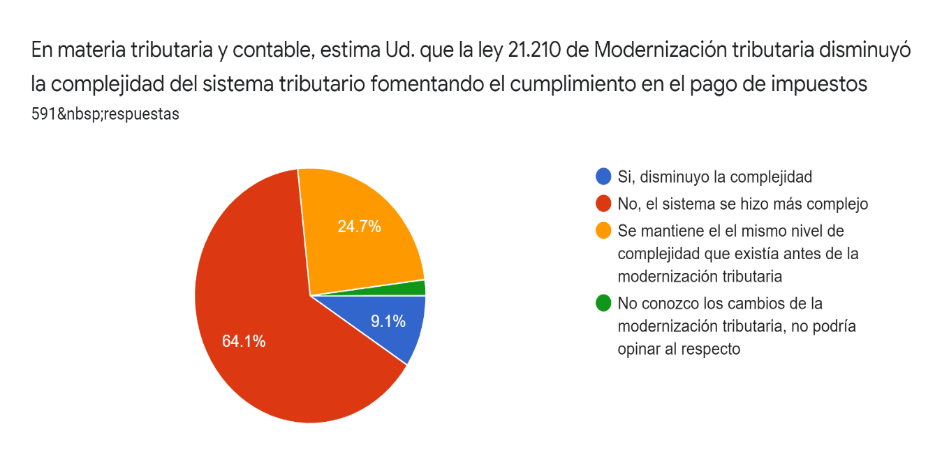 En materia tributaria y contable, estima Ud. que la ley 21.210 de Modernización tributaria disminuyó
la complejidad del sistema tributario fomentando el cumplimiento en el pago de impuestos
591&nbsp;respuestas
24.7%
9.1%
64.1%
Si, disminuyo la complejidad
No, el sistema se hizo más complejo
Se mantiene el el mismo nivel de
complejidad que existía antes de la
modernización tributaria
No conozco los cambios de la
modernización tributaria, no podría
opinar al respecto